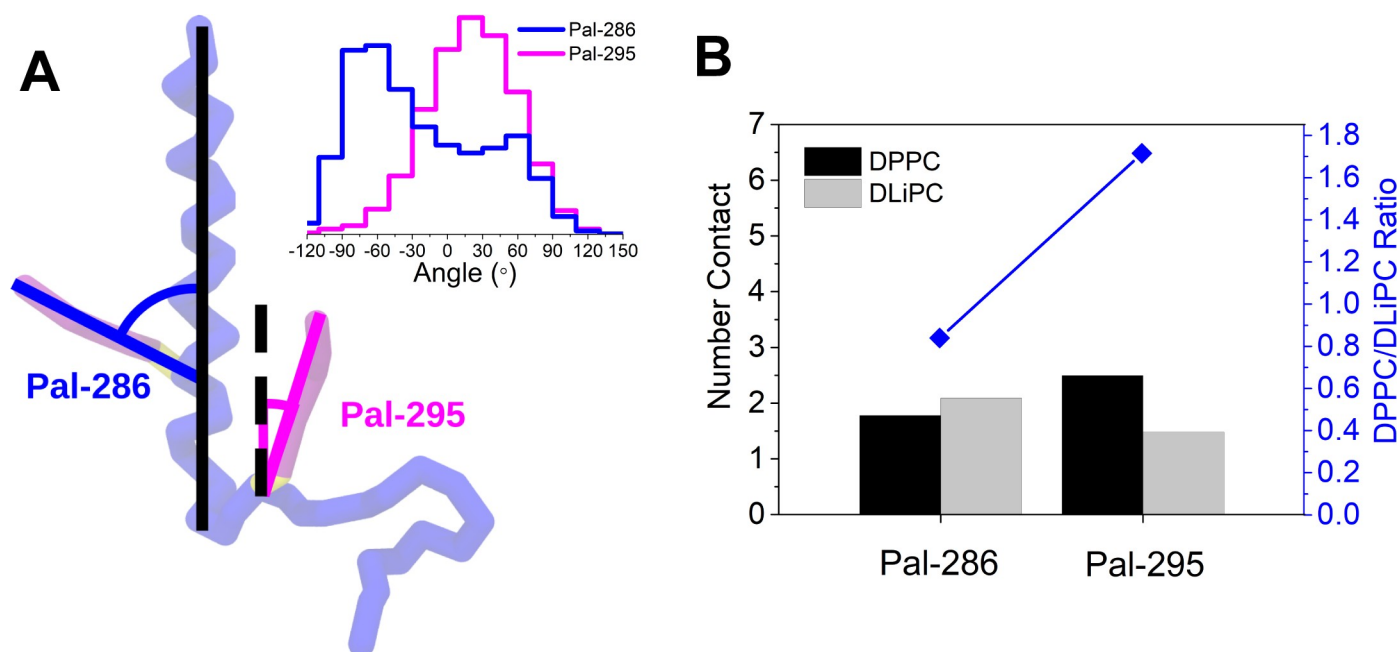 A
Pal-286
Pal-295
-120 -90 -60 -30 0 30 60 90 120 150
Angle (°)
Pal-286
Pal-295
B
7
6
5
4
3
2
1
0
Number Contact
DPPC
DLiPC
1.8
1.6
1.4
1.2
1.0
0.8
0.6
0.4
0.2
0.0
DPPC/DLiPC Ratio
Pal-286 Pal-295